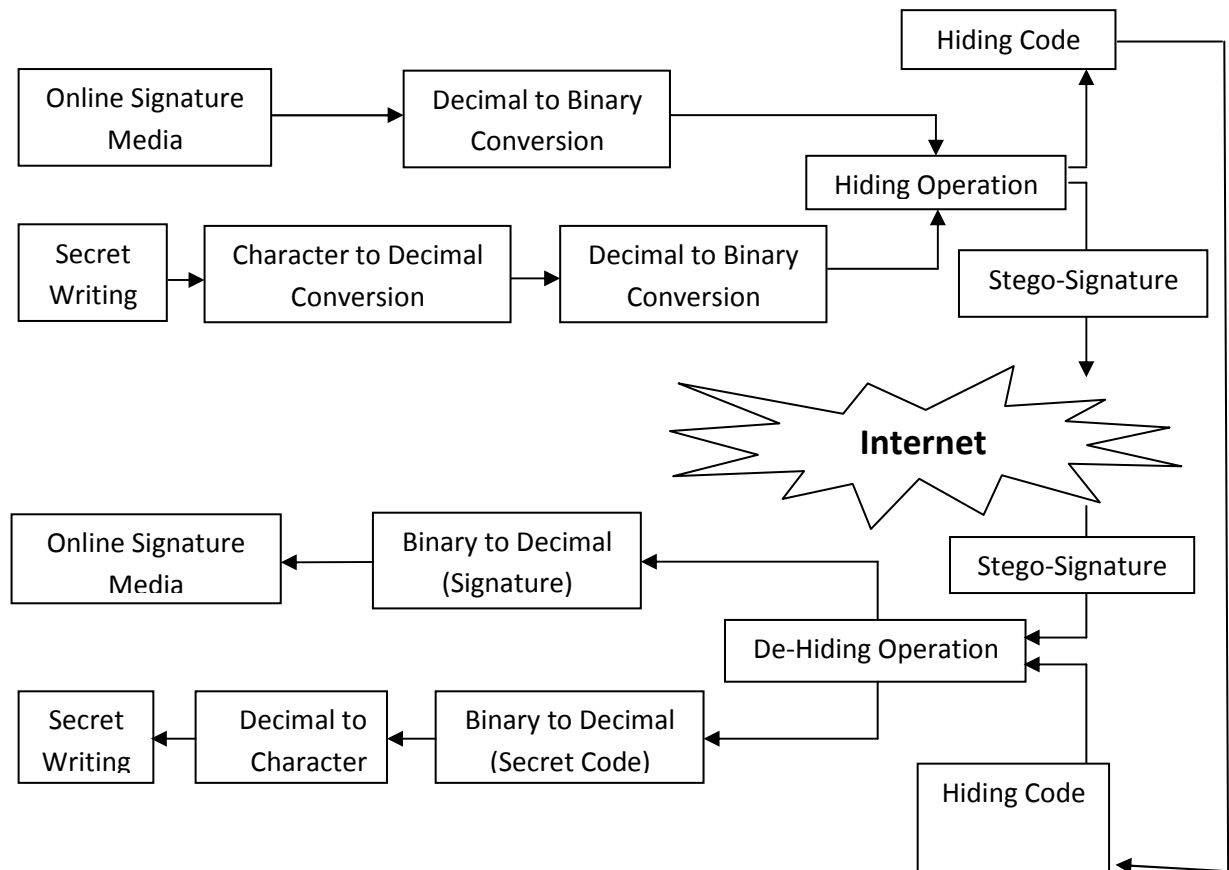 Hiding Code
Online Signature
Media
Decimal to Binary
Conversion
Hiding Operation
Secret
Writing
Character to Decimal
Conversion
Decimal to Binary
Conversion
Stego-Signature
Internet
Online Signature
Media
Binary to Decimal
(Signature)
Stego-Signature
De-Hiding Operation
Secret
Writing
Decimal to
Character
Binary to Decimal
(Secret Code)
Hiding Code